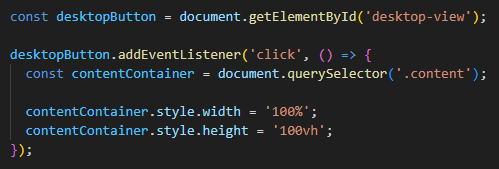 const desktopButton = document.getElementById('desktop-view');
desktopButton.addEventListener('click', () => {
const contentContainer = document.querySelector('.content');
contentContainer.style.width = '100%';
contentContainer.style.height = '100vh';
});